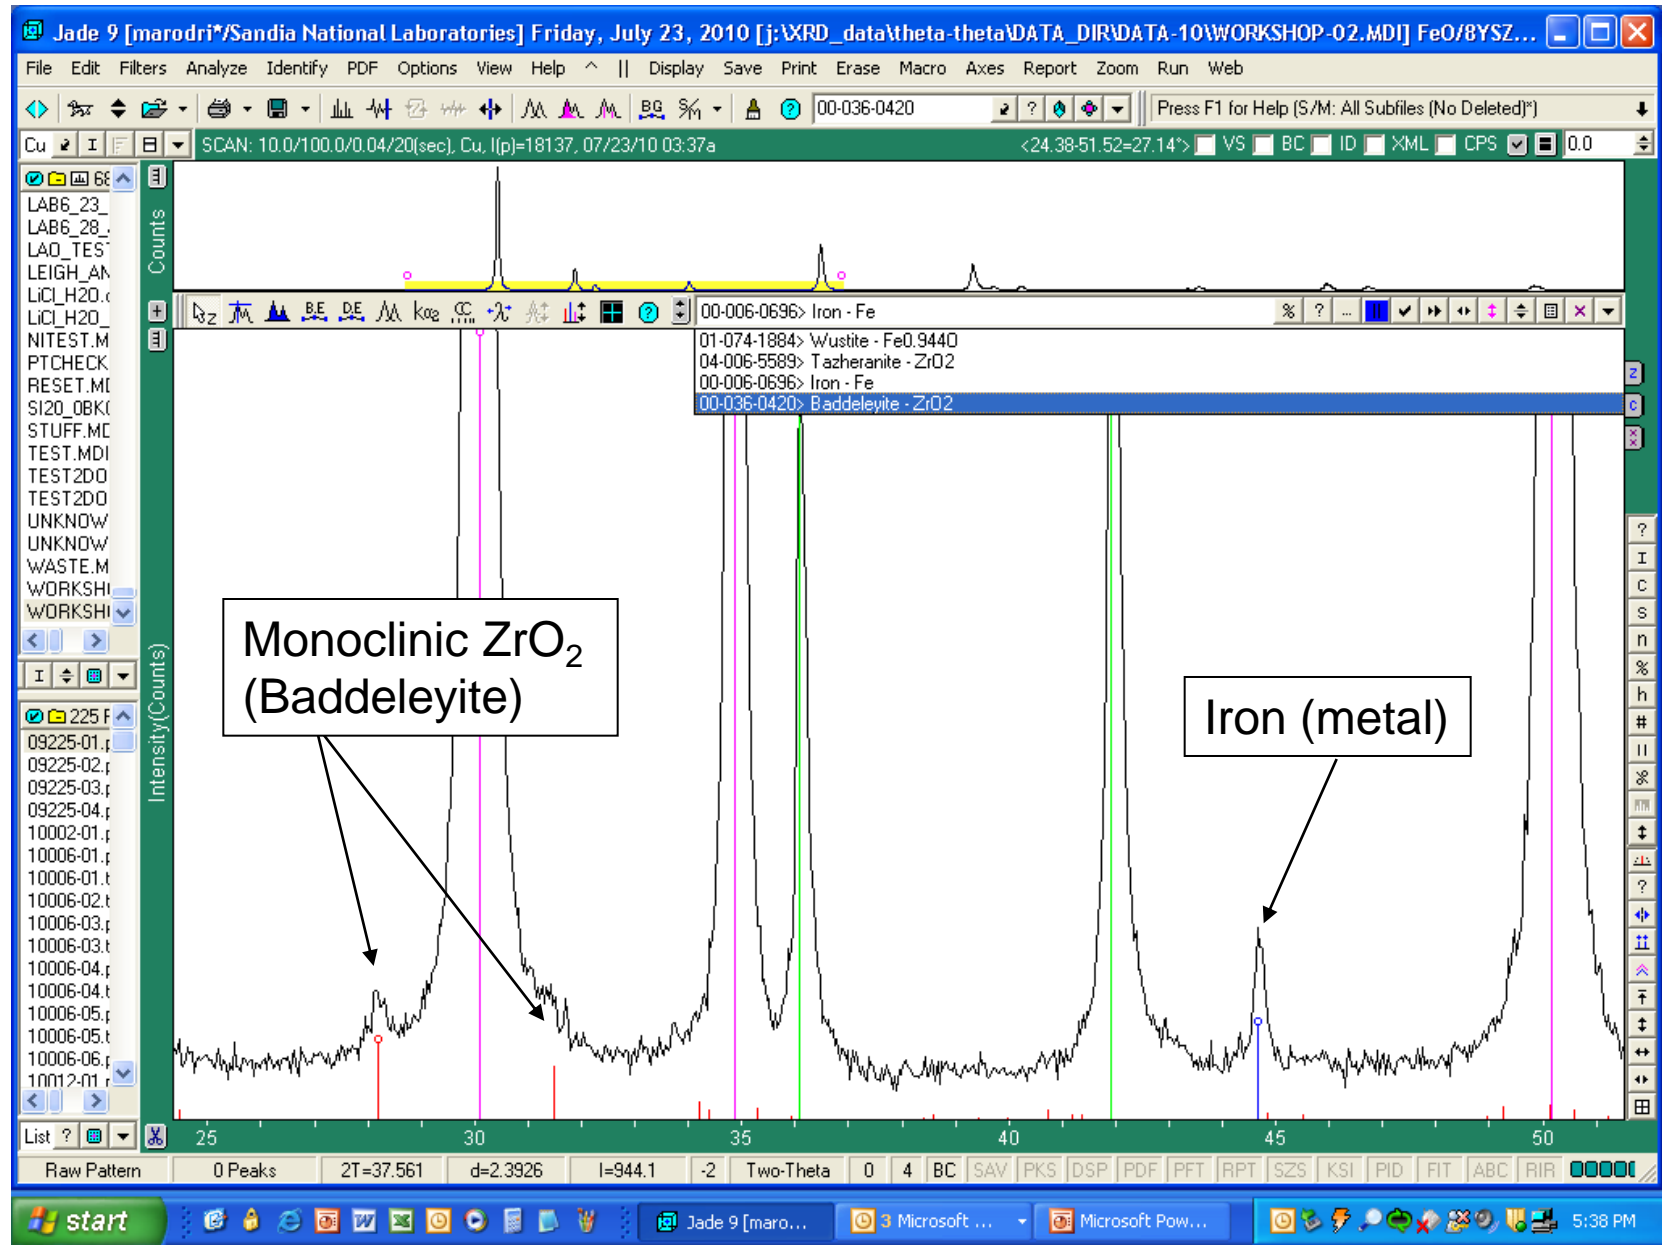 Jade 9 [marodri*/Sandia National Laboratories] Friday, July 23, 2010 [j:\XRD_data\theta-theta\DATA_DIR\DATA-10\WORKSHOP-02.MDI] FeO/8YSZ...
File Edit Filters Analyze Identify PDF Options View Help ^ || Display Save Print Erase Macro Axes Report Zoom Run Web
BG S/M 00-036-0420 ? Press F1 for Help (S/M: All Subfiles (No Deleted)*)
Cu I F SCAN: 10.0/100.0/0.04/20(sec), Cu, I(p)=18137, 07/23/10 03:37a <24.38-51.52=27.14°> VS BC ID XML CPS 0.0
68
LAB6_23_
LAB6_28_
LAO_TES
LEIGH_AN
LiCl_H2O.
LiCl_H2O_
NITEST.M
PTCHECK
RESET.M
SI20_0BK
STUFF.MD
TEST.MDI
TEST2DO
TEST2DO
UNKNOW
UNKNOW
WASTE.M
WORKSH
WORKSH
I
225 F
09225-01.p
09225-02.p
09225-03.p
09225-04.p
10002-01.p
10006-01.p
10006-01.t
10006-02.t
10006-03.p
10006-03.t
10006-04.p
10006-04.t
10006-05.p
10006-05.t
10006-06.p
10012-01
List ?
Counts
B.E. D.E. kα2 00-006-0696> Iron - Fe % ? ...
01-074-1884> Wustite - Fe0.944O
04-006-5589> Tazheranite - ZrO2
00-006-0696> Iron - Fe
00-036-0420> Baddeleyite - ZrO2
Intensity(Counts)
Monoclinic ZrO₂
(Baddeleyite)
Iron (metal)
z
c
?
I
C
S
n
%
h
#
?
25 30 35 40 45 50
Raw Pattern 0 Peaks 2T=37.561 d=2.3926 I=944.1 -2 Two-Theta 0 4 BC SAV PKS DSP PDF PFT RPT SZS KSI PID FIT ABC RIR
start Jade 9 [maro... 3 Microsoft ... Microsoft Pow... 5:38 PM